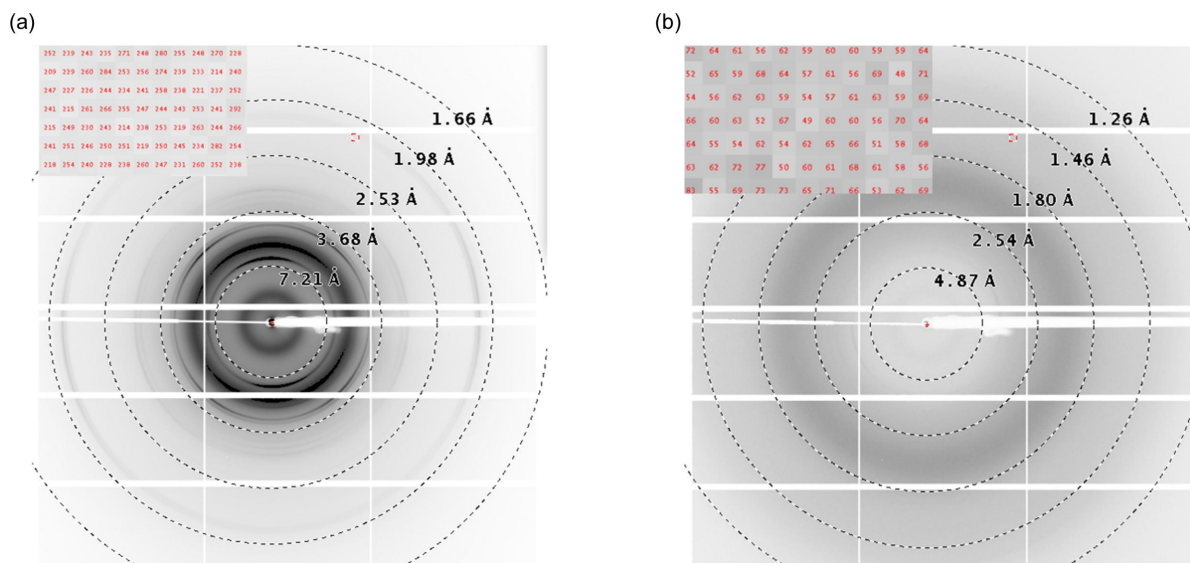 (a)
252 239 243 235 271 248 280 255 248 270 228
209 229 260 284 253 256 274 239 233 214 240
247 227 226 244 234 241 258 238 221 237 252
241 215 261 266 255 247 244 243 253 241 292
215 249 230 243 214 238 253 219 263 244 266
241 251 246 250 251 219 250 245 234 282 254
218 254 240 228 238 260 247 231 260 252 238
1.66 Å
1.98 Å
2.53 Å
3.68 Å
7.21 Å
(b)
72 64 61 56 62 59 60 60 59 59 64
52 65 59 68 64 57 61 56 69 48 71
54 56 62 63 59 54 57 61 63 59 69
66 60 63 52 67 49 60 60 56 70 64
64 55 54 62 54 62 65 66 51 58 68
63 62 72 77 50 60 60 68 61 58 56
83 55 69 73 73 65 71 66 53 62 69
1.26 Å
1.46 Å
1.80 Å
2.54 Å
4.87 Å